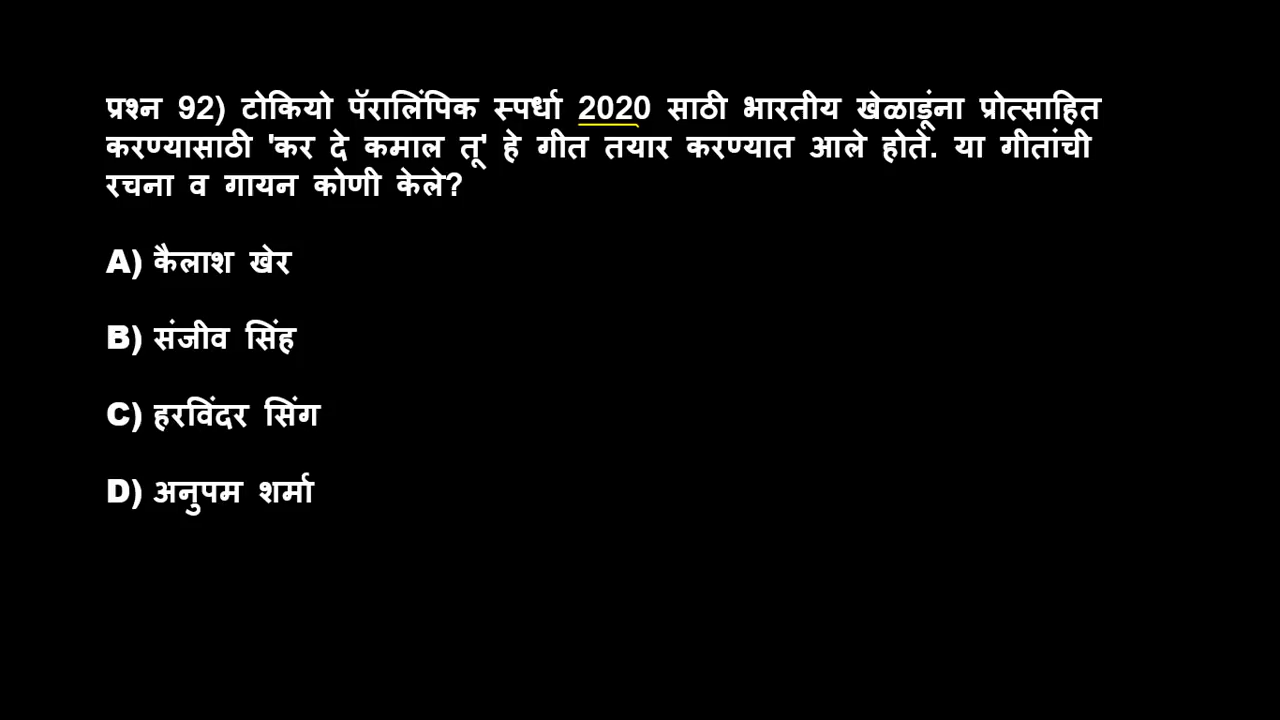 प्रश्न 92) टोकियो पॅरालिंपिक स्पर्धा 2020 साठी भारतीय खेळाडूंना प्रोत्साहित
करण्यासाठी 'कर दे कमाल तू' हे गीत तयार करण्यात आले होते. या गीतांची
रचना व गायन कोणी केले?
A) कैलाश खेर
B) संजीव सिंह
C) हरविंदर सिंग
D) अनुपम शर्मा